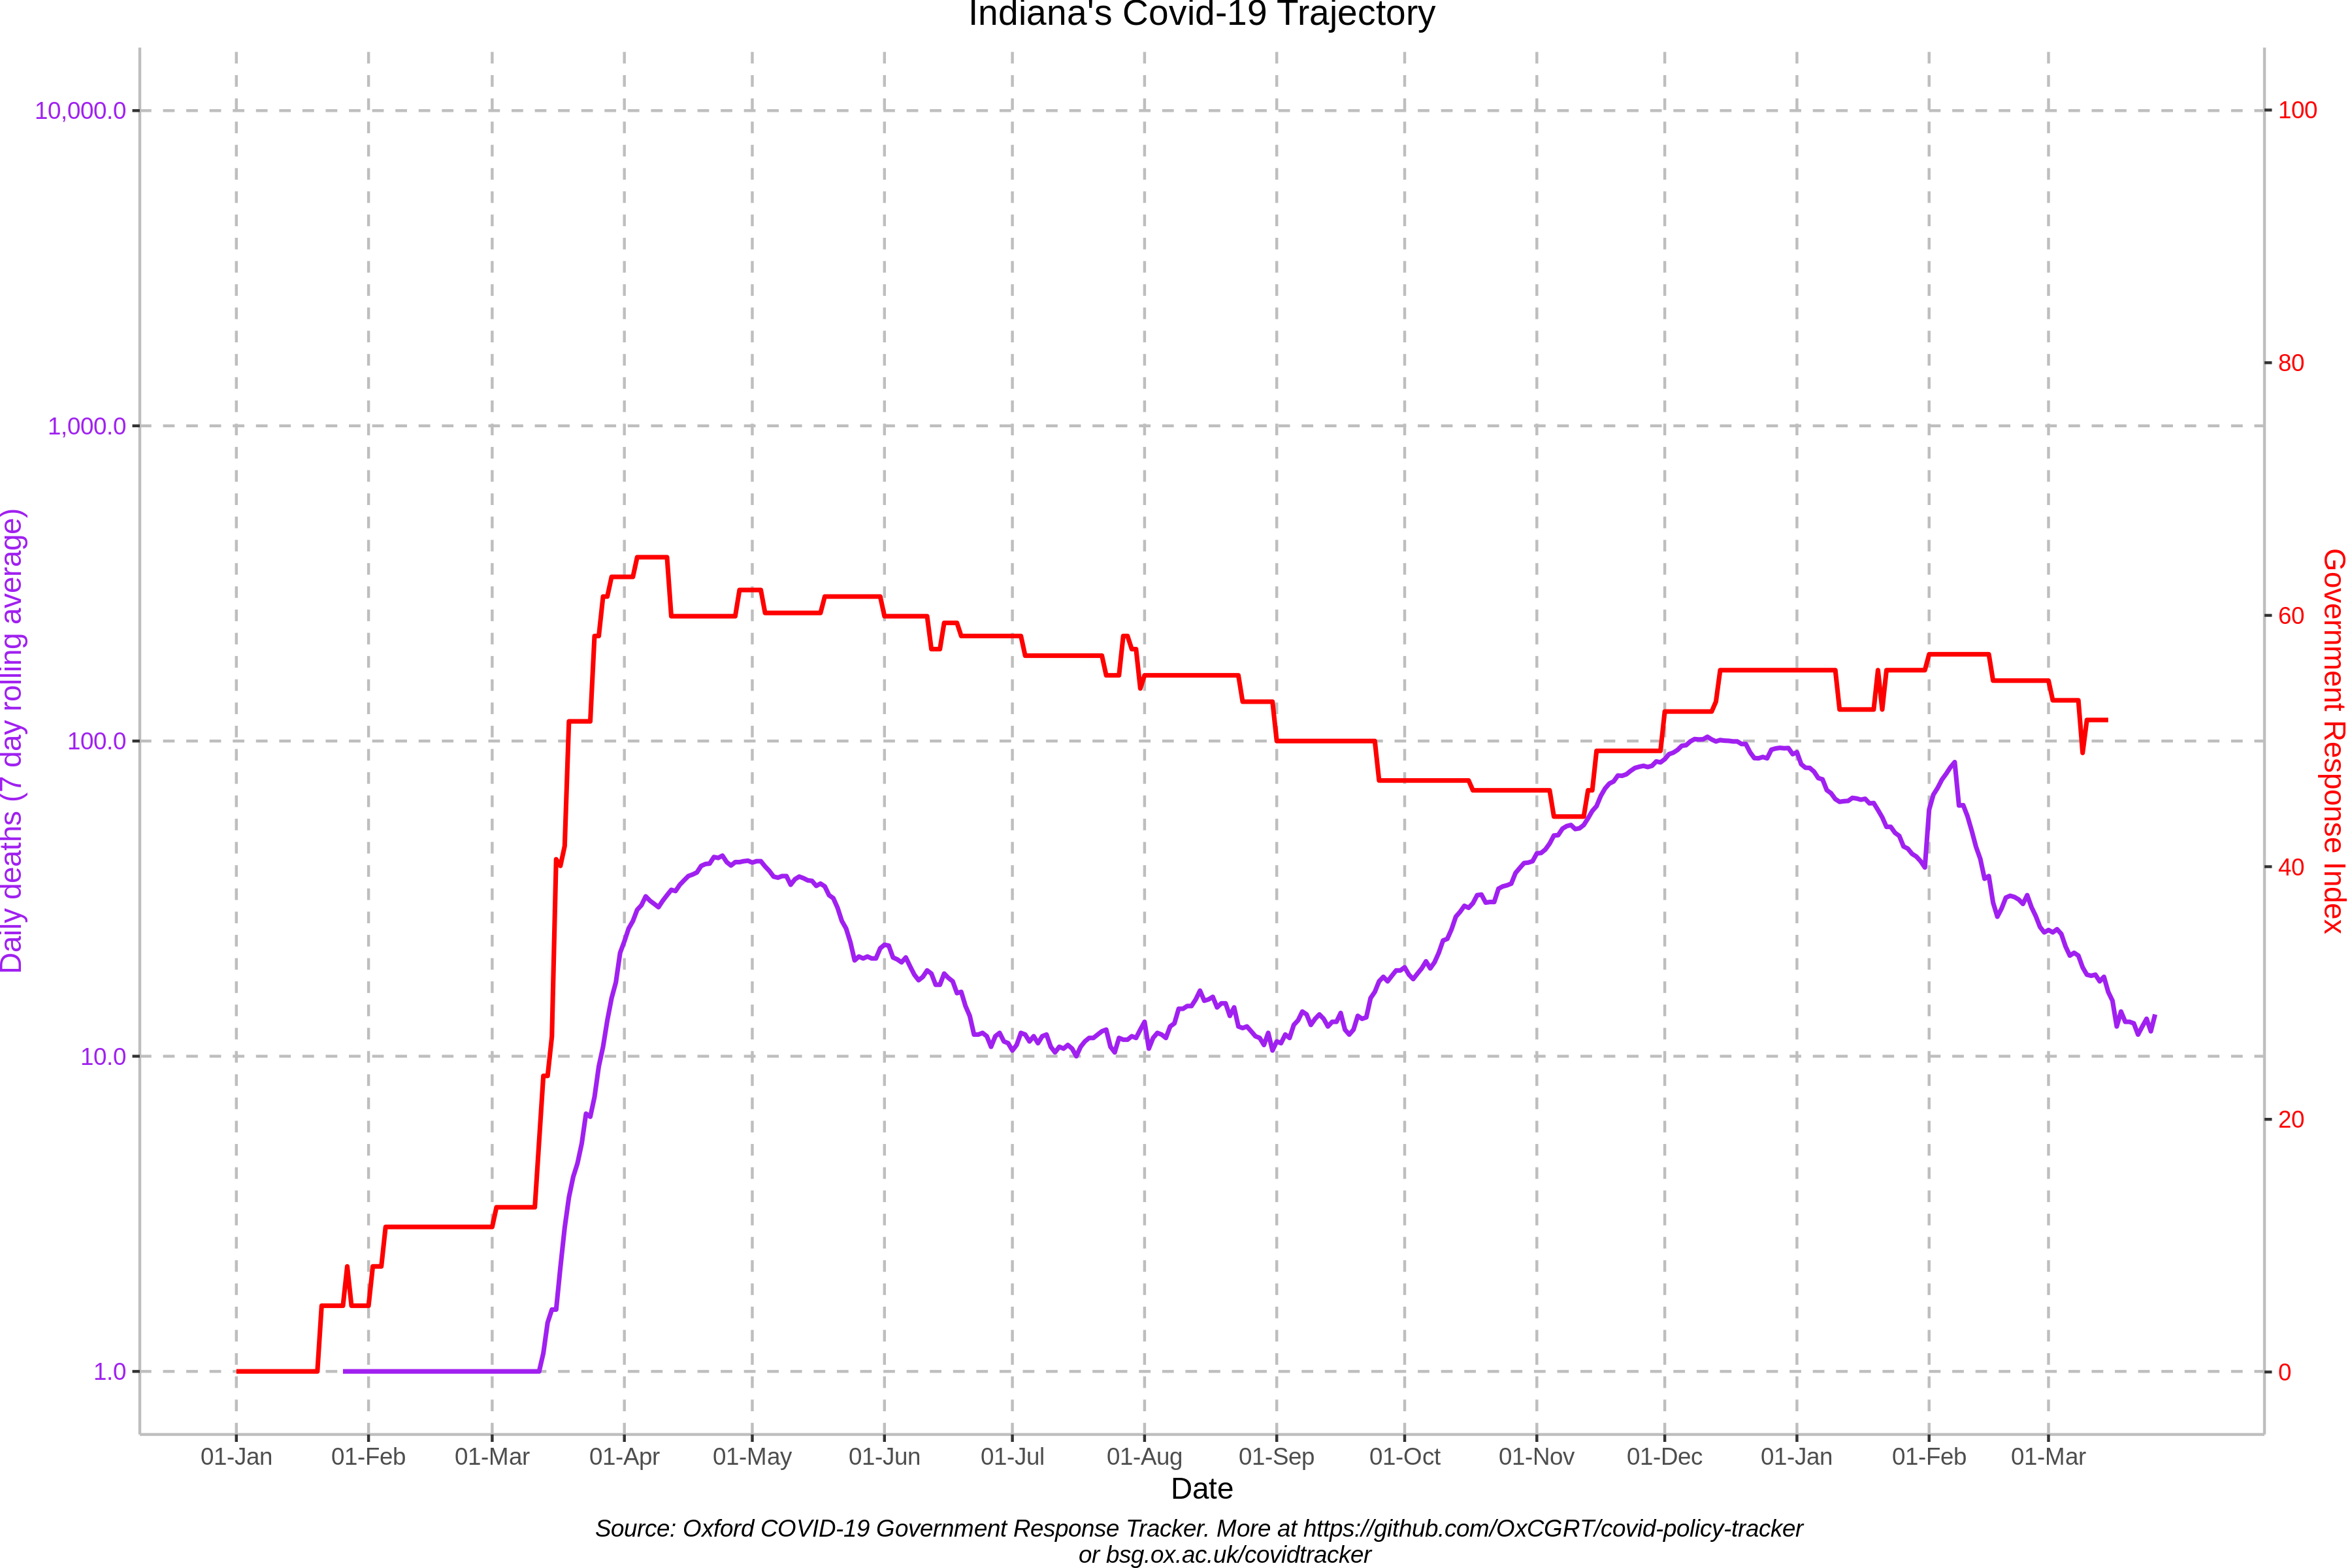 Indiana's Covid-19 Trajectory
10,000.0
1,000.0
100.0
10.0
1.0
Daily deaths (7 day rolling average)
100
80
60
40
20
0
Government Response Index
01-Jan 01-Feb 01-Mar 01-Apr 01-May 01-Jun 01-Jul 01-Aug 01-Sep 01-Oct 01-Nov 01-Dec 01-Jan 01-Feb 01-Mar
Date
Source: Oxford COVID-19 Government Response Tracker. More at https://github.com/OxCGRT/covid-policy-tracker
or bsg.ox.ac.uk/covidtracker